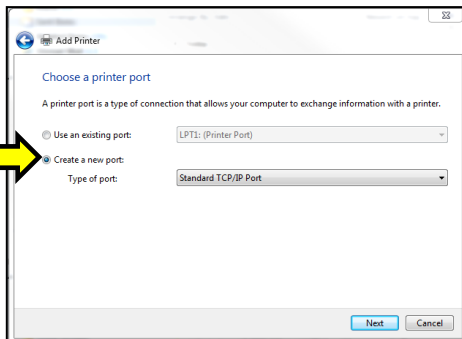 Add Printer
Choose a printer port
A printer port is a type of connection that allows your computer to exchange information with a printer.
Use an existing port: LPT1: (Printer Port)
Create a new port:
Type of port: Standard TCP/IP Port
Next Cancel